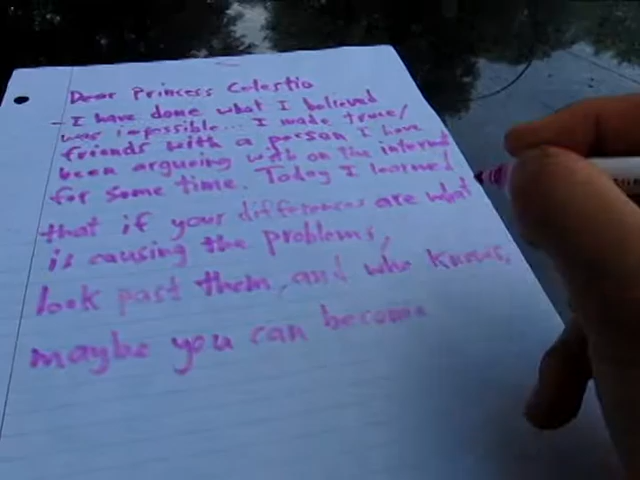 Dear Princess Celestia
I have done what I believed
was impossible... I made truce/
friends with a person I have
been argueing with on the internet
for some time. Today I learned
that if your differences are what
is causing the problems,
look past them, and who knows,
maybe you can become